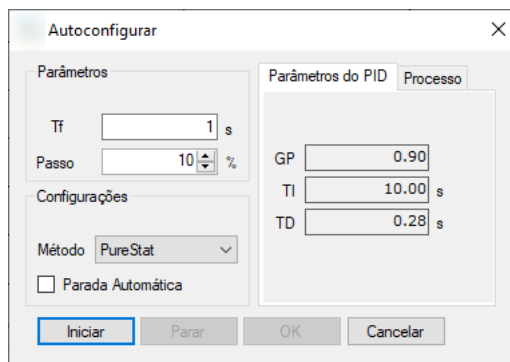 Autoconfigurar
Parâmetros
Tf 1 s
Passo 10 %
Configurações
Método PureStat
Parada Automática
Parâmetros do PID Processo
GP 0.90
TI 10.00 s
TD 0.28 s
Iniciar Parar OK Cancelar